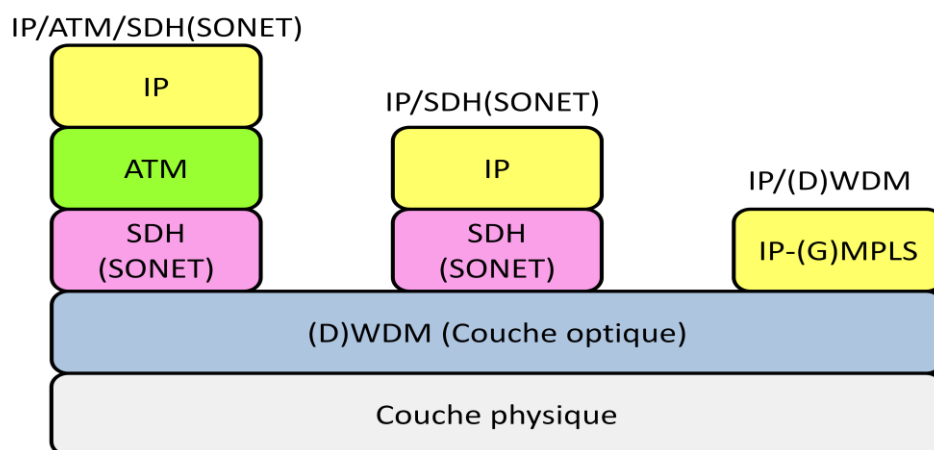 IP/ATM/SDH(SONET)
IP
ATM
SDH
(SONET)
IP/SDH(SONET)
IP
SDH
(SONET)
IP/(D)WDM
IP-(G)MPLS
(D)WDM (Couche optique)
Couche physique